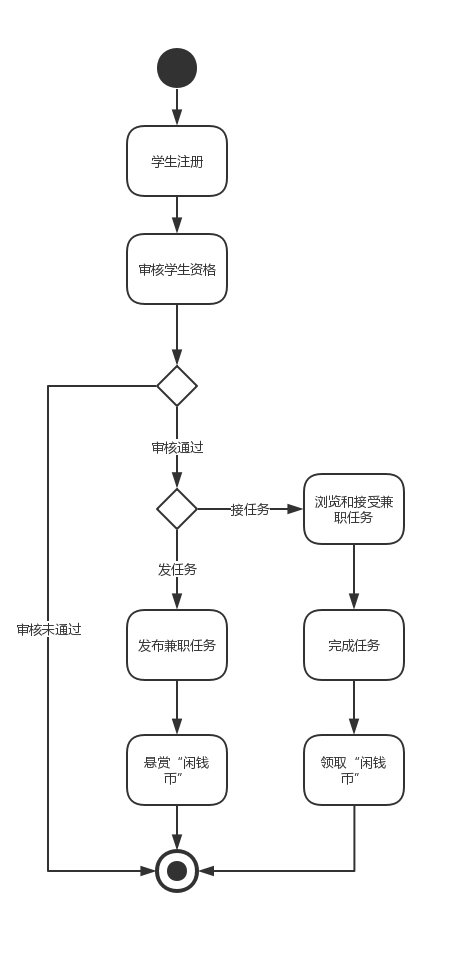 学生注册
审核学生资格
审核通过
接任务
浏览和接受兼
职任务
发任务
审核未通过
发布兼职任务
完成任务
悬赏“闲钱
币”
领取“闲钱
币”